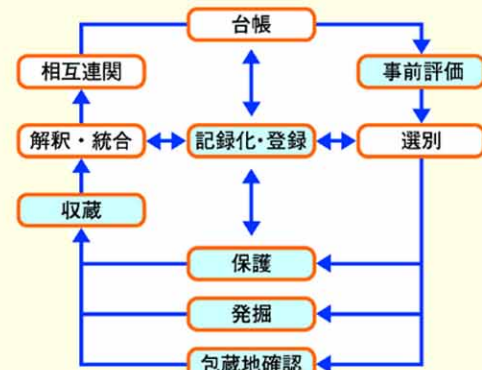 台帳
相互連関
事前評価
解釈・統合
記録化・登録
選別
収蔵
保護
発掘
包蔵地確認